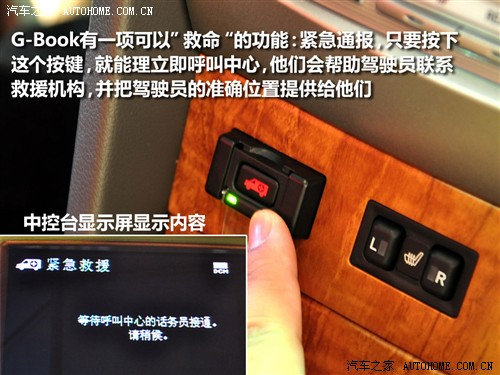 汽车之家 AUTOHOME.COM.CN
G-Book有一项可以”救命“的功能：紧急通报，只要按下
这个按键，就能理立即呼叫中心，他们会帮助驾驶员联系
救援机构，并把驾驶员的准确位置提供给他们
L
R
中控台显示屏显示内容
紧急救援
DCM
等待呼叫中心的话务员接通。
请稍侯。
汽车之家 AUTOHOME.COM.CN